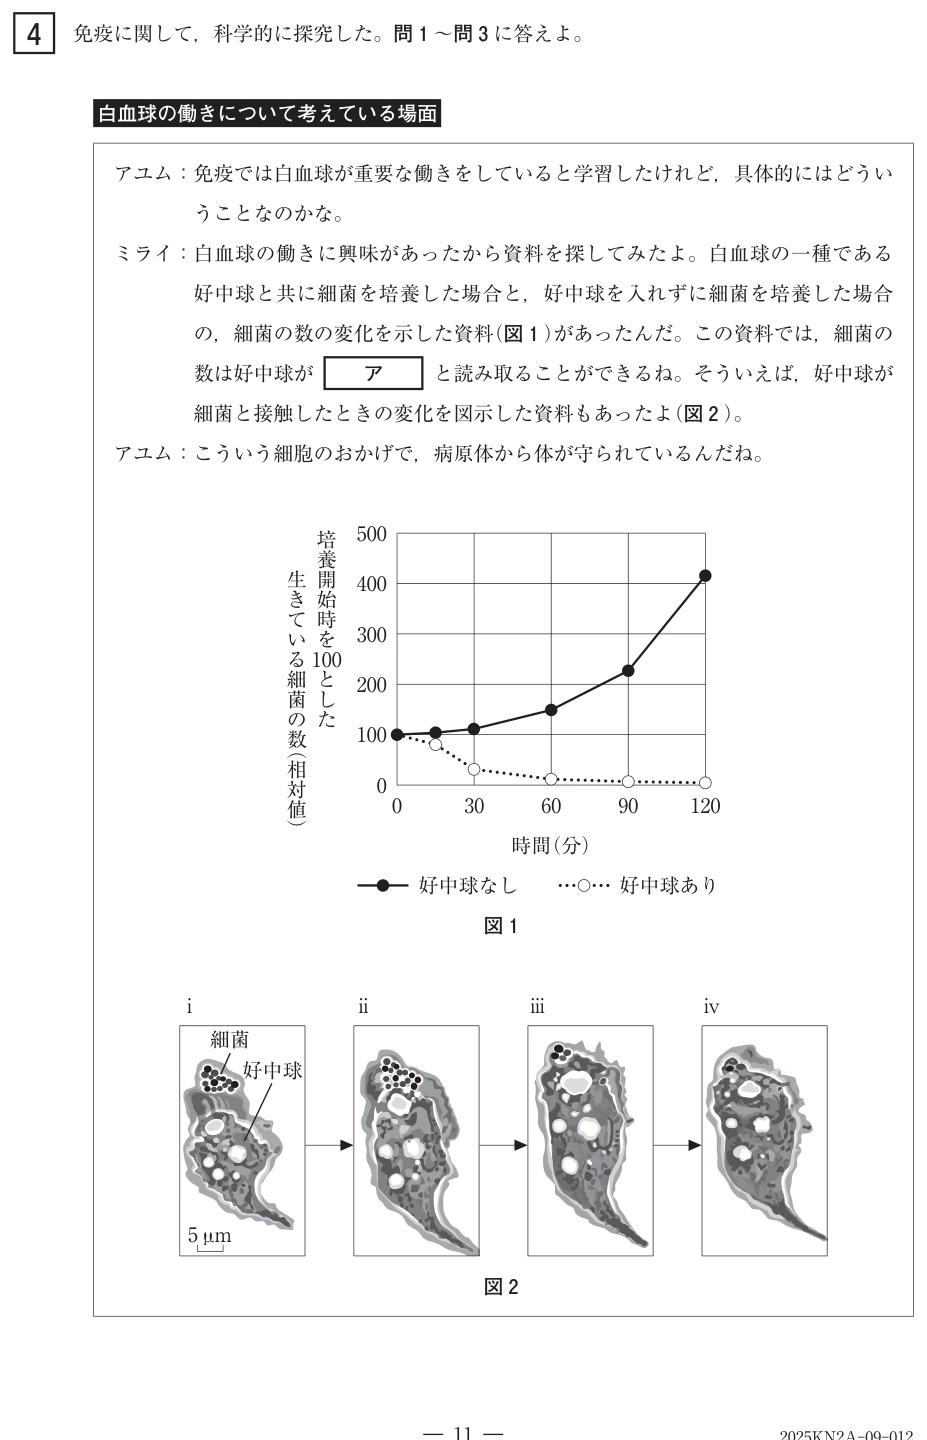 4 免疫に関して，科学的に探究した。問1～問3に答えよ。
白血球の働きについて考えている場面
アユム：免疫では白血球が重要な働きをしていると学習したけれど，具体的にはどうい
うことなのかな。
ミライ：白血球の働きに興味があったから資料を探してみたよ。白血球の一種である
好中球と共に細菌を培養した場合と，好中球を入れずに細菌を培養した場合
の，細菌の数の変化を示した資料(図1)があったんだ。この資料では，細菌の
数は好中球が ア と読み取ることができるね。そういえば，好中球が
細菌と接触したときの変化を図示した資料もあったよ(図2)。
アユム：こういう細胞のおかげで，病原体から体が守られているんだね。
培養開始時を100とした
生きている細菌の数(相対値)
500
400
300
200
100
0
0 30 60 90 120
時間(分)
好中球なし 好中球あり
図1
i ii iii iv
細菌
好中球
5 μm
図2
― 11 ―
2025KN2A-09-012